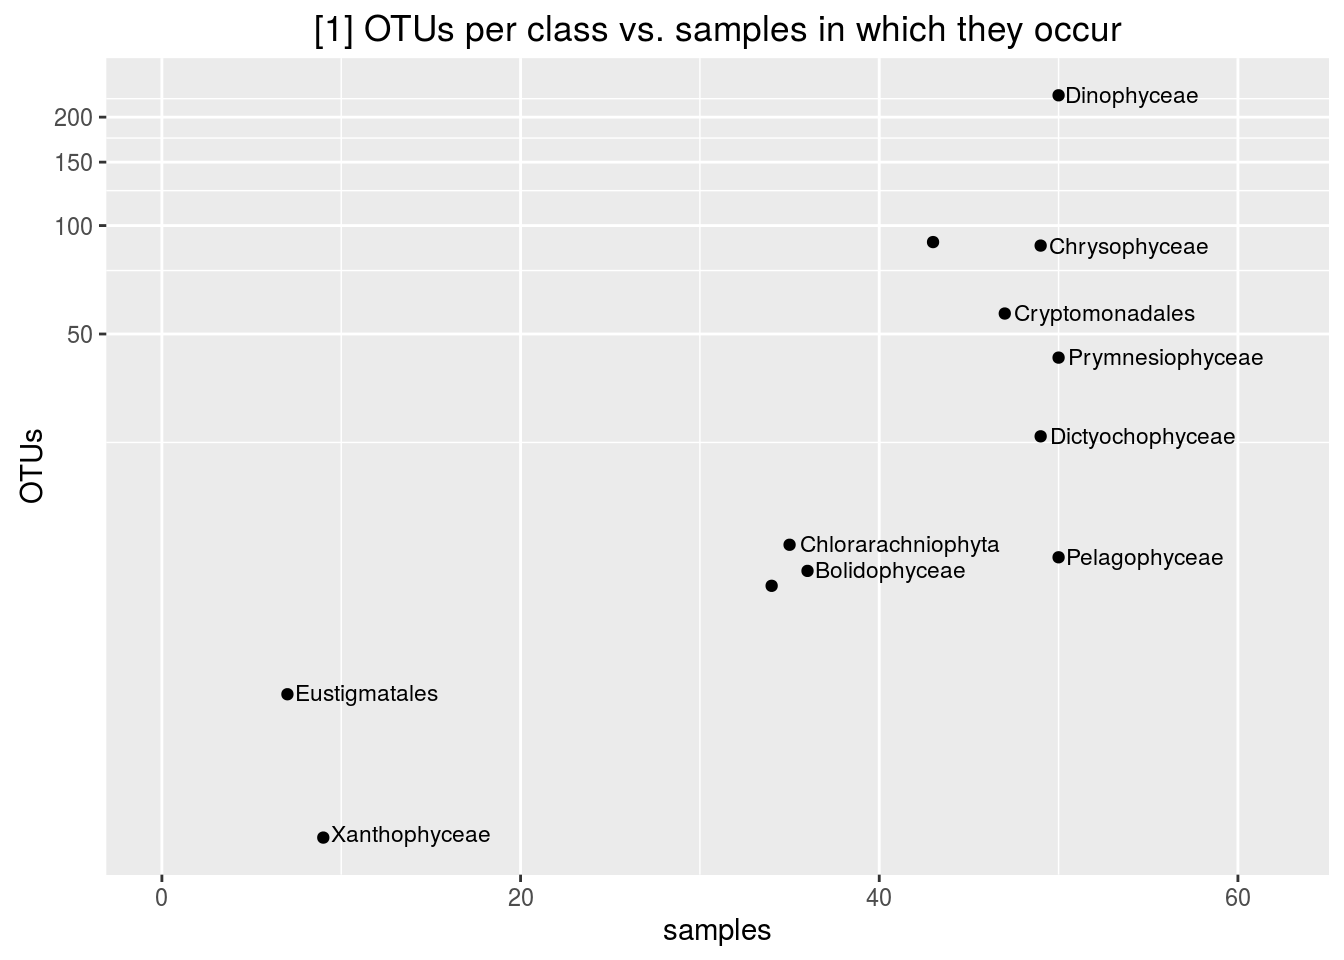 [1] OTUs per class vs. samples in which they occur
Dinophyceae
200
150
100
Chrysophyceae
Cryptomonadales
50
Prymnesiophyceae
Dictyochophyceae
OTUs
Chlorarachniophyta
Pelagophyceae
Bolidophyceae
Eustigmatales
Xanthophyceae
0 20 40 60
samples